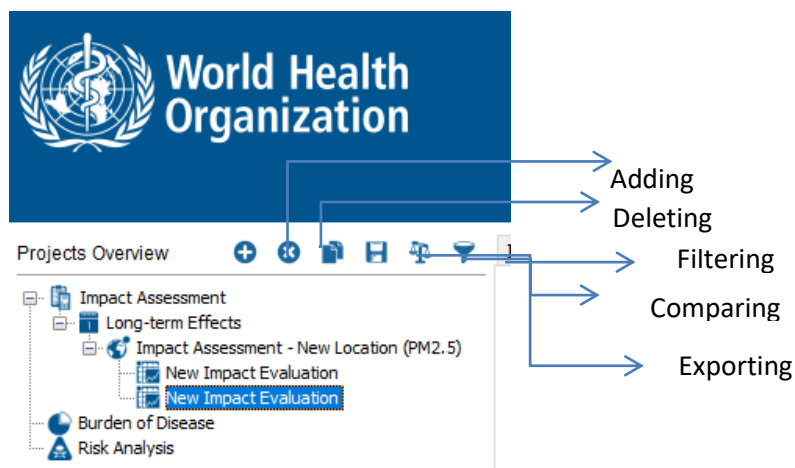 World Health
Organization
Adding
Deleting
Projects Overview
Filtering
Impact Assessment
Comparing
Long-term Effects
Impact Assessment - New Location (PM2.5)
Exporting
New Impact Evaluation
New Impact Evaluation
Burden of Disease
Risk Analysis